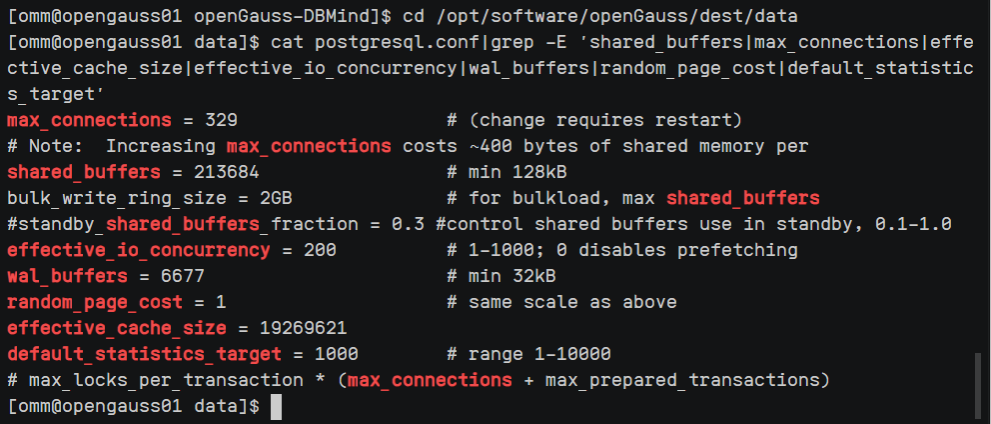 [omm@opengauss01 openGauss-DBMind]$ cd /opt/software/openGauss/dest/data
[omm@opengauss01 data]$ cat postgresql.conf|grep -E 'shared_buffers|max_connections|effe
ctive_cache_size|effective_io_concurrency|wal_buffers|random_page_cost|default_statistic
s_target'
max_connections = 329                   # (change requires restart)
# Note:  Increasing max_connections costs ~400 bytes of shared memory per
shared_buffers = 213684                 # min 128kB
bulk_write_ring_size = 2GB              # for bulkload, max shared_buffers
#standby_shared_buffers_fraction = 0.3 #control shared buffers use in standby, 0.1-1.0
effective_io_concurrency = 200          # 1-1000; 0 disables prefetching
wal_buffers = 6677                      # min 32kB
random_page_cost = 1                    # same scale as above
effective_cache_size = 19269621
default_statistics_target = 1000        # range 1-10000
# max_locks_per_transaction * (max_connections + max_prepared_transactions)
[omm@opengauss01 data]$